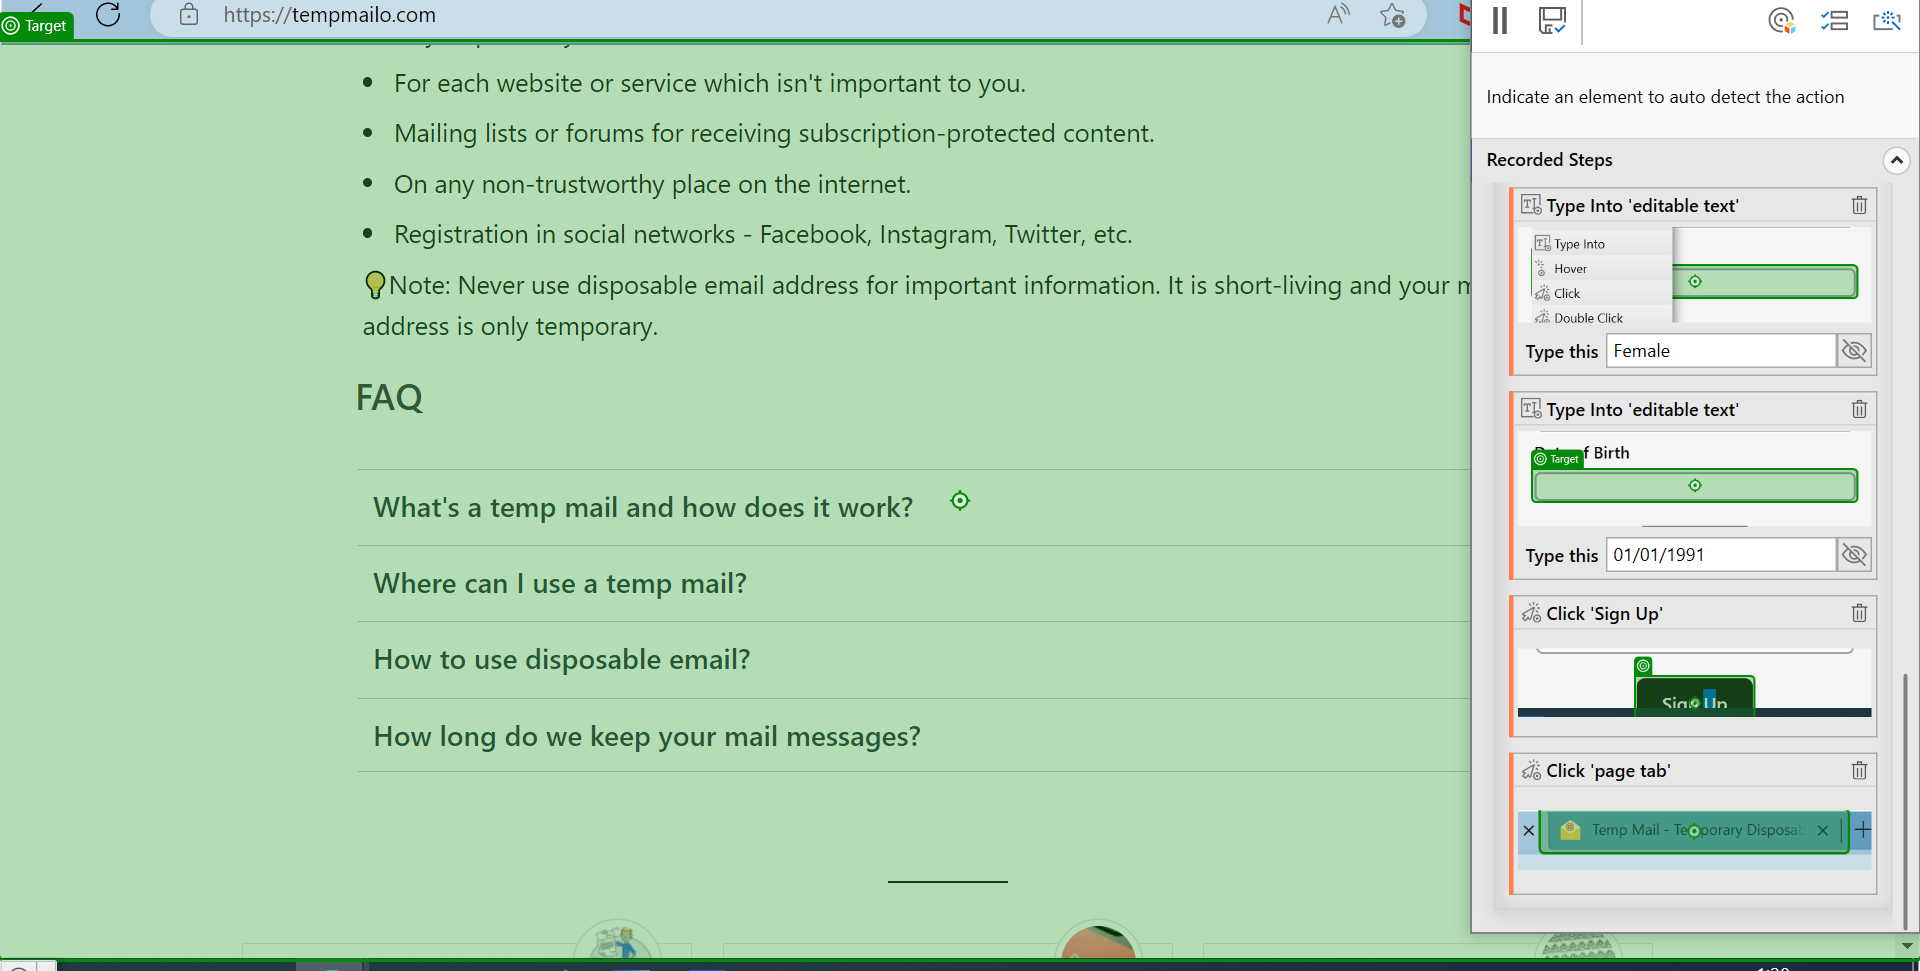 Target
https://tempmailo.com
For each website or service which isn't important to you.
Mailing lists or forums for receiving subscription-protected content.
On any non-trustworthy place on the internet.
Registration in social networks - Facebook, Instagram, Twitter, etc.
Note: Never use disposable email address for important information. It is short-living and your
address is only temporary.
FAQ
What's a temp mail and how does it work?
Where can I use a temp mail?
How to use disposable email?
How long do we keep your mail messages?
Indicate an element to auto detect the action
Recorded Steps
Type Into 'editable text'
Type Into
Hover
Click
Double Click
Type this Female
Type Into 'editable text'
of Birth
Target
Type this 01/01/1991
Click 'Sign Up'
Sign Up
Click 'page tab'
Temp Mail - Temporary Disposal